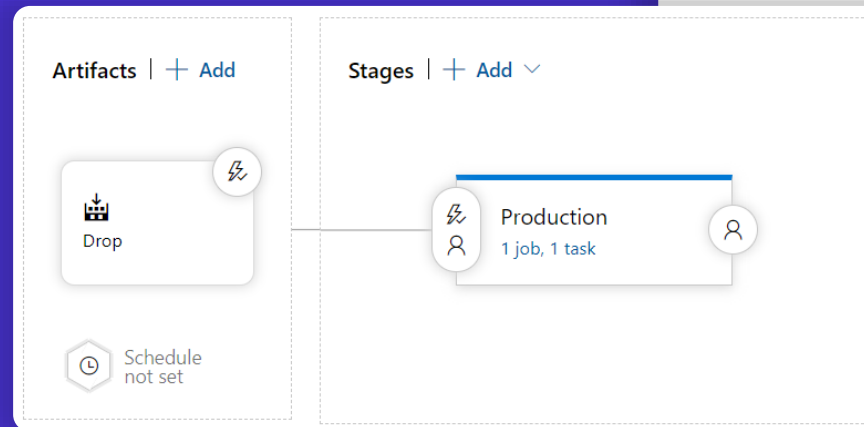 Artifacts | + Add
Stages | + Add
Drop
Production
1 job, 1 task
Schedule
not set